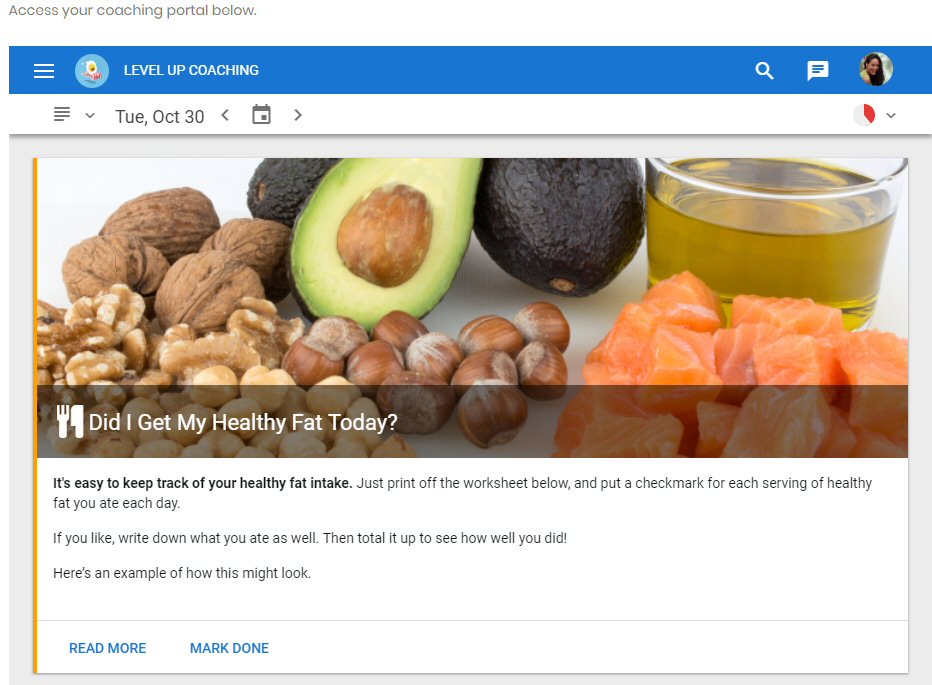 Access your coaching portal below.
LEVEL UP COACHING
Tue, Oct 30
Did I Get My Healthy Fat Today?
It's easy to keep track of your healthy fat intake. Just print off the worksheet below, and put a checkmark for each serving of healthy
fat you ate each day.
If you like, write down what you ate as well. Then total it up to see how well you did!
Here’s an example of how this might look.
READ MORE MARK DONE